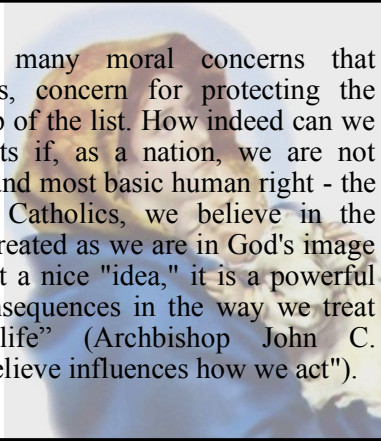 many moral concerns that
s, concern for protecting the
of the list. How indeed can we
ts if, as a nation, we are not
nd most basic human right - the
Catholics, we believe in the
reated as we are in God's image
t a nice "idea," it is a powerful
nsequences in the way we treat
life” (Archbishop John C.
elieve influences how we act").